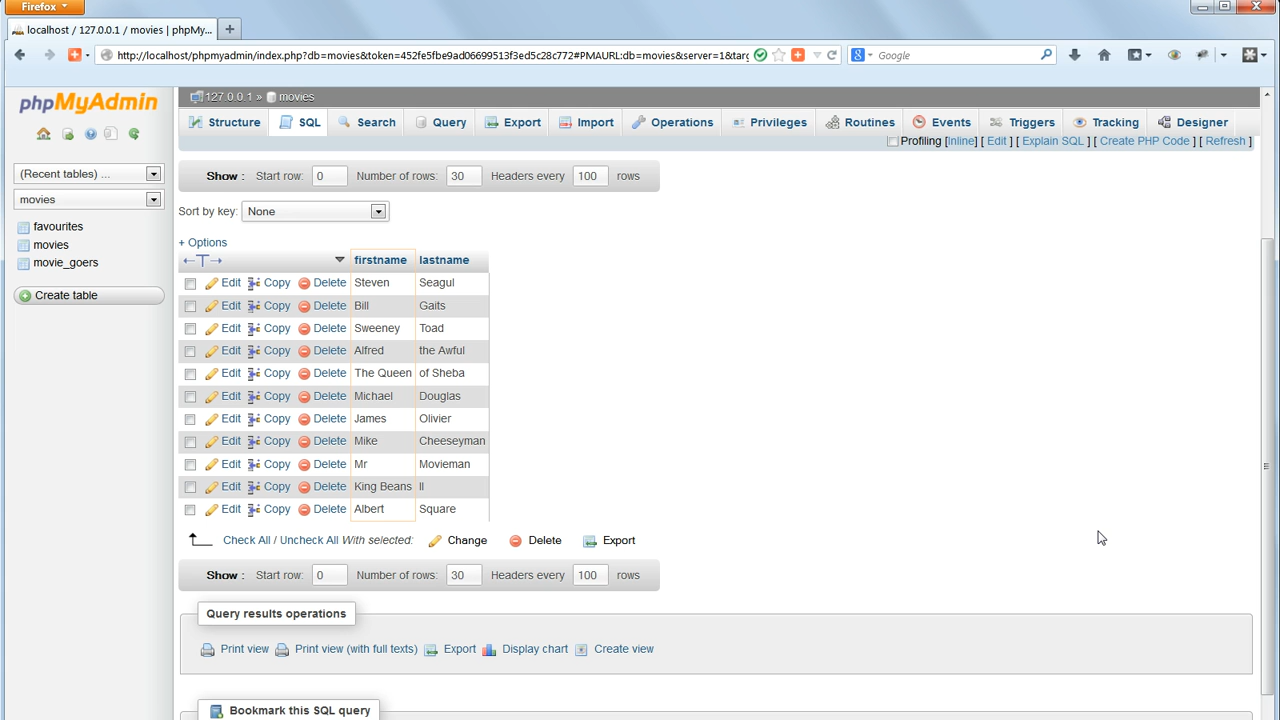 Firefox
localhost / 127.0.0.1 / movies | phpMy...
http://localhost/phpmyadmin/index.php?db=movies&token=452fe5fbe9ad06699513f3ed5c28c772#PMAURL:db=movies&server=1&targ
Google
phpMyAdmin
(Recent tables) ...
movies
favourites
movies
movie_goers
Create table
127.0.0.1 » movies
Structure SQL Search Query Export Import Operations Privileges Routines Events Triggers Tracking Designer
Profiling [Inline] [ Edit ] [ Explain SQL ] [ Create PHP Code ] [ Refresh ]
Show : Start row: 0 Number of rows: 30 Headers every 100 rows
Sort by key: None
+ Options
←T→ firstname lastname
Edit Copy Delete Steven Seagul
Edit Copy Delete Bill Gaits
Edit Copy Delete Sweeney Toad
Edit Copy Delete Alfred the Awful
Edit Copy Delete The Queen of Sheba
Edit Copy Delete Michael Douglas
Edit Copy Delete James Olivier
Edit Copy Delete Mike Cheeseyman
Edit Copy Delete Mr Movieman
Edit Copy Delete King Beans II
Edit Copy Delete Albert Square
Check All / Uncheck All With selected: Change Delete Export
Show : Start row: 0 Number of rows: 30 Headers every 100 rows
Query results operations
Print view Print view (with full texts) Export Display chart Create view
Bookmark this SQL query